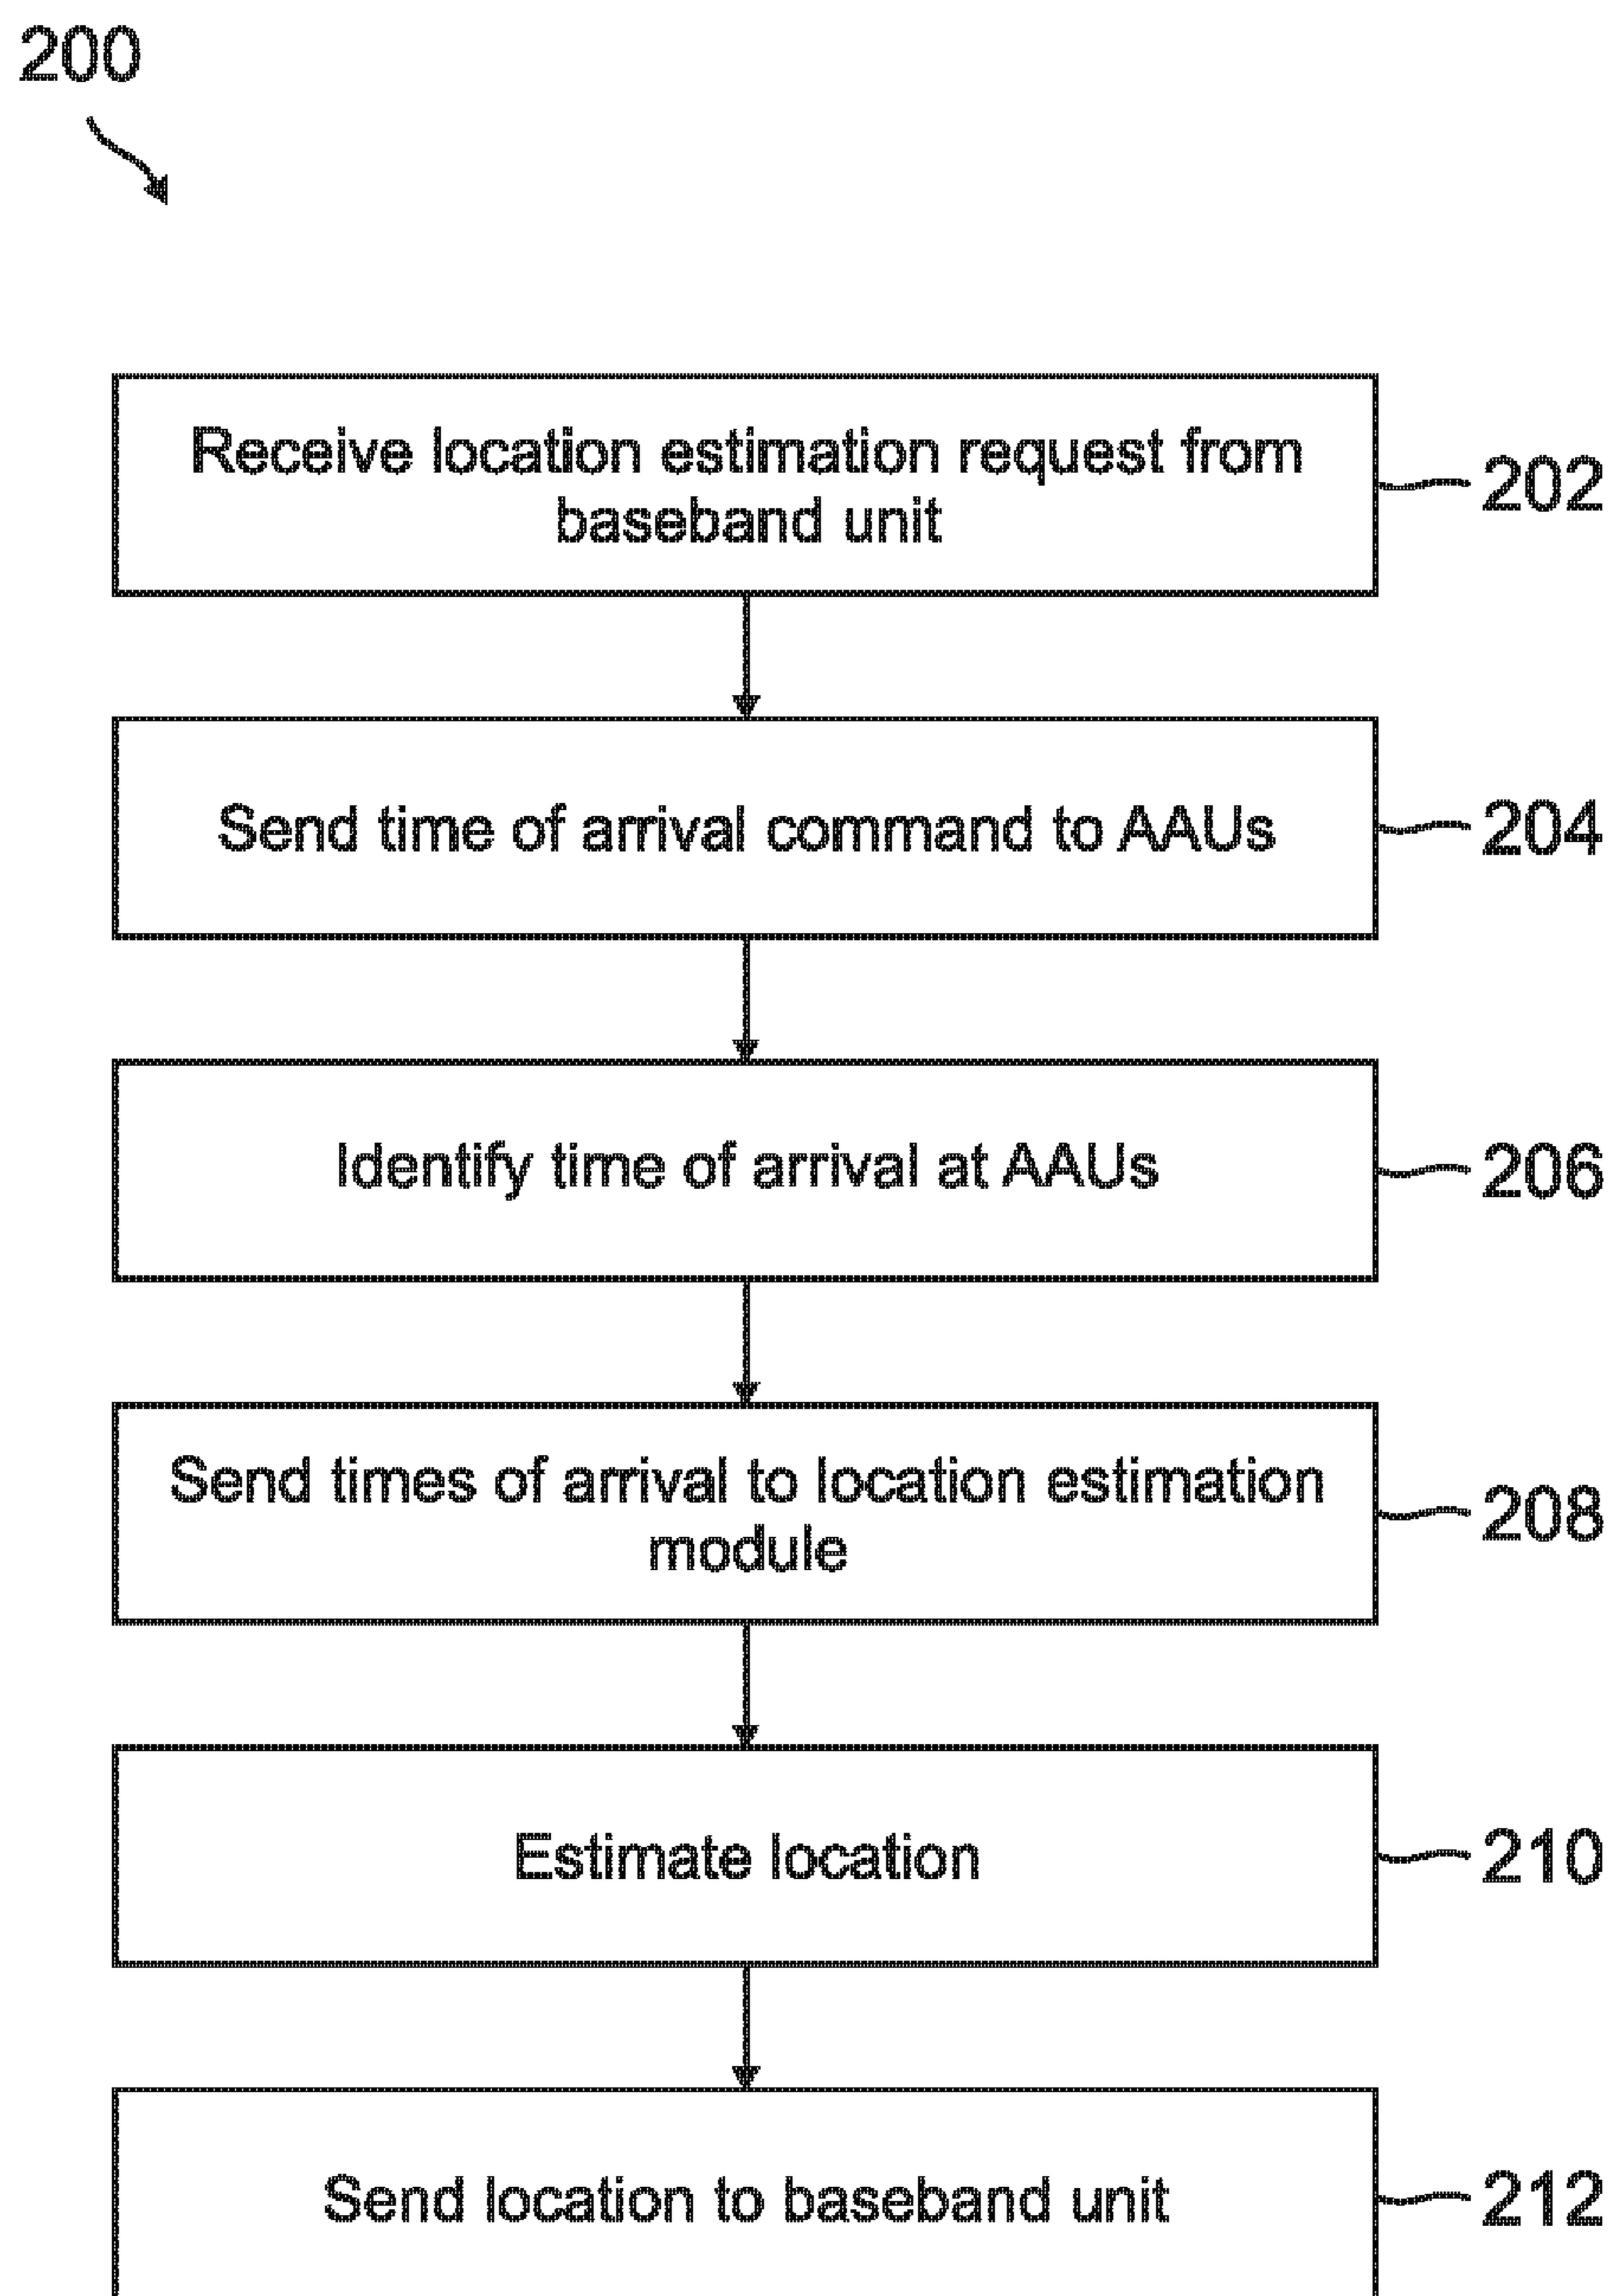 200
Receive location estimation request from
baseband unit
202
Send time of arrival command to AAUs
204
Identify time of arrival at AAUs
206
Send times of arrival to location estimation
module
208
Estimate location
210
Send location to baseband unit
212